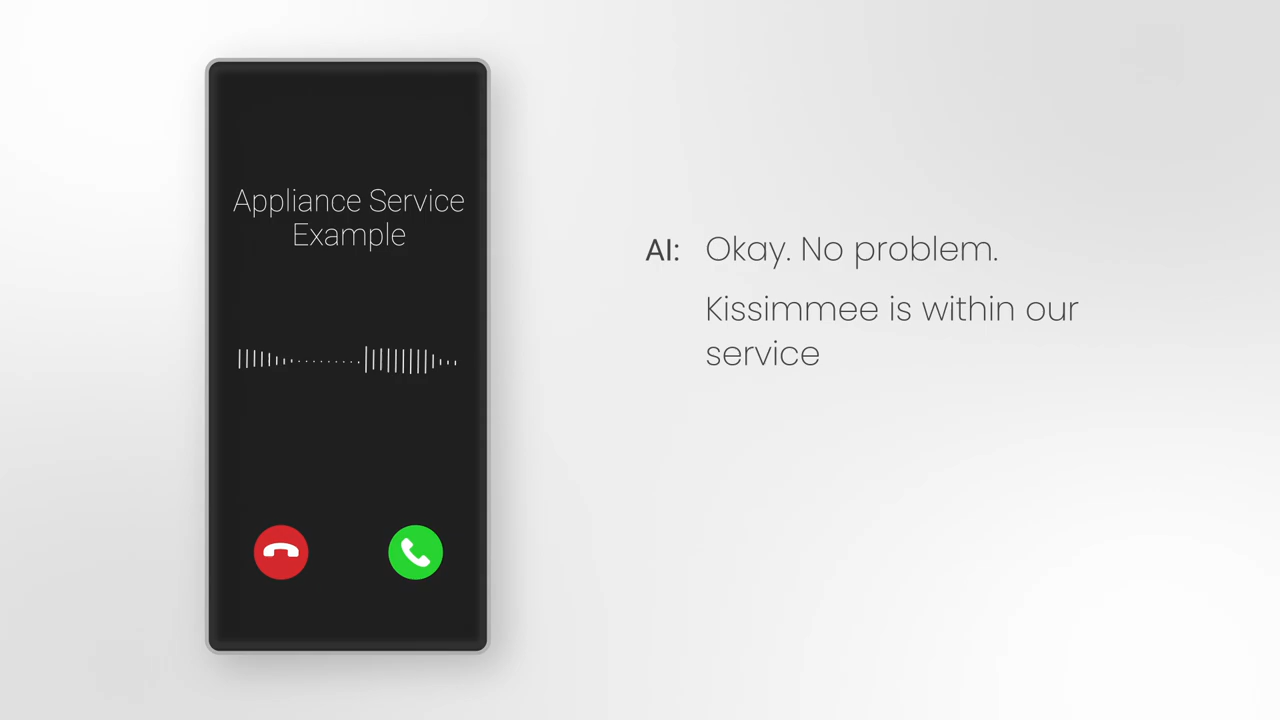 Appliance Service
Example
AI: Okay. No problem.
Kissimmee is within our
service